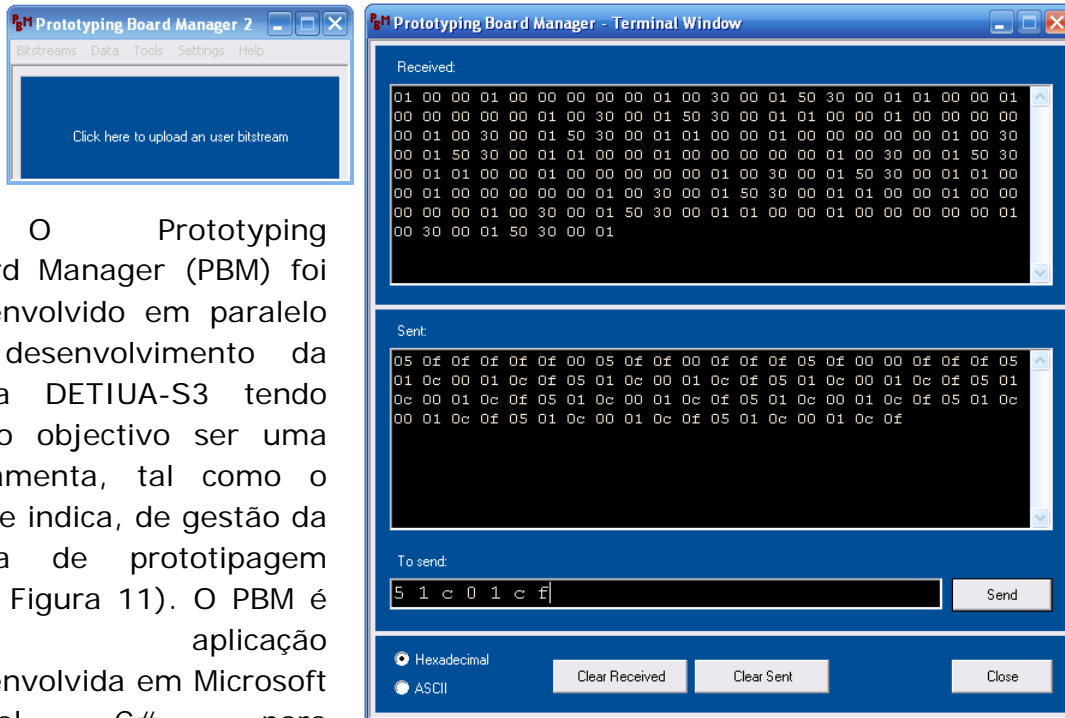 PBM Prototyping Board Manager 2
Bitstreams Data Tools Settings Help
Click here to upload an user bitstream
O Prototyping
rd Manager (PBM) foi
envolvido em paralelo
desenvolvimento da
a DETIUA-S3 tendo
o objectivo ser uma
amenta, tal como o
e indica, de gestão da
a de prototipagem
Figura 11). O PBM é
aplicação
envolvida em Microsoft
PBM Prototyping Board Manager - Terminal Window
Received:
01 00 00 01 00 00 00 00 00 01 00 30 00 01 50 30 00 01 01 00 00 01
00 00 00 00 00 01 00 30 00 01 50 30 00 01 01 00 00 01 00 00 00 00
00 01 00 30 00 01 50 30 00 01 01 00 00 01 00 00 00 00 00 01 00 30
00 01 50 30 00 01 01 00 00 01 00 00 00 00 00 01 00 30 00 01 50 30
00 01 01 00 00 01 00 00 00 00 00 01 00 30 00 01 50 30 00 01 01 00
00 01 00 00 00 00 00 01 00 30 00 01 50 30 00 01 01 00 00 01 00 00
00 00 00 01 00 30 00 01 50 30 00 01 01 00 00 01 00 00 00 00 00 01
00 30 00 01 50 30 00 01
Sent:
05 0f 0f 0f 0f 0f 00 05 0f 0f 00 0f 0f 0f 05 0f 00 00 0f 0f 0f 05
01 0c 00 01 0c 0f 05 01 0c 00 01 0c 0f 05 01 0c 00 01 0c 0f 05 01
0c 00 01 0c 0f 05 01 0c 00 01 0c 0f 05 01 0c 00 01 0c 0f 05 01 0c
00 01 0c 0f 05 01 0c 00 01 0c 0f 05 01 0c 00 01 0c 0f
To send:
5 1 c 0 1 c f
Send
Hexadecimal
ASCII
Clear Received
Clear Sent
Close